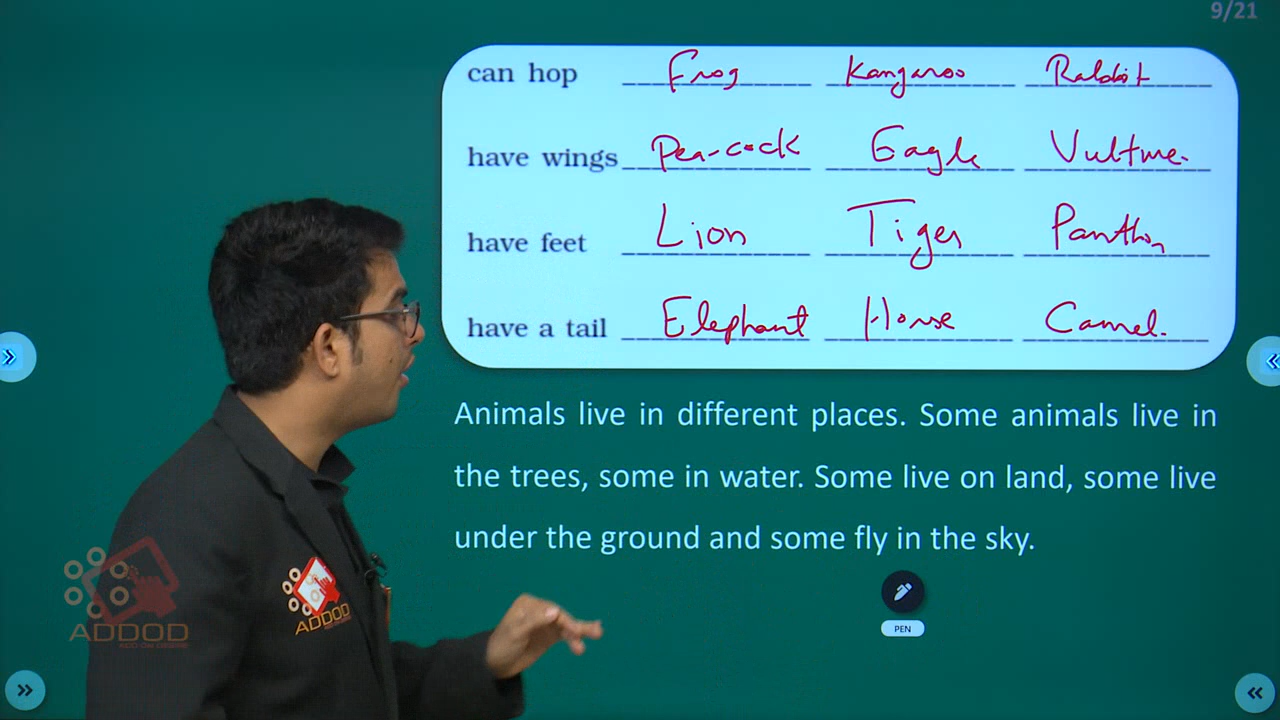 9/21
can hop Frog Kangaroo Rabbit
have wings Pea-cock Eagle Vulture.
have feet Lion Tiger
have a tail Elephant Horse Camel.
Animals live in different places. Some animals live in
the trees, some in water. Some live on land, some live
under the ground and some fly in the sky.
PEN
ADDOD
ADDOD